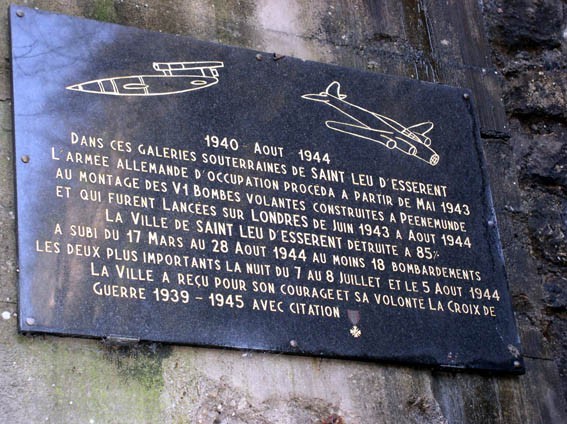 1940 - AOUT 1944
DANS CES GALERIES SOUTERRAINES DE SAINT LEU D'ESSERENT
L'ARMÉE ALLEMANDE D'OCCUPATION PROCÉDA A PARTIR DE MAI 1943
AU MONTAGE DES V1 BOMBES VOLANTES CONSTRUITES A PEENEMÜNDE
ET QUI FURENT LANCÉES SUR LONDRES DE JUIN 1943 A AOUT 1944
LA VILLE DE SAINT LEU D'ESSERENT DETRUITE A 85%
A SUBI DU 17 MARS AU 28 AOUT 1944 AU MOINS 18 BOMBARDEMENTS
LES DEUX PLUS IMPORTANTS LA NUIT DU 7 AU 8 JUILLET ET LE 5 AOUT 1944
LA VILLE A REÇU POUR SON COURAGE ET SA VOLONTE LA CROIX DE
GUERRE 1939 - 1945 AVEC CITATION